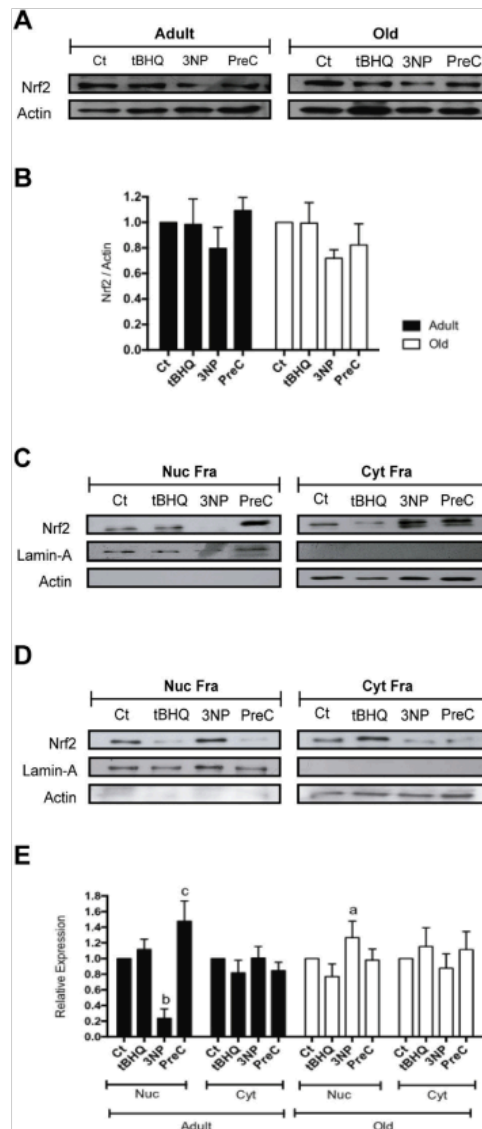 A
Adult Old
Ct tBHQ 3NP PreC Ct tBHQ 3NP PreC
Nrf2
Actin
B
Nrf2 / Actin
1.2
1.0
0.8
0.6
0.4
0.2
0.0
Ct tBHQ 3NP PreC Ct tBHQ 3NP PreC
Adult
Old
C
Nuc Fra Cyt Fra
Ct tBHQ 3NP PreC Ct tBHQ 3NP PreC
Nrf2
Lamin-A
Actin
D
Nuc Fra Cyt Fra
Ct tBHQ 3NP PreC Ct tBHQ 3NP PreC
Nrf2
Lamin-A
Actin
E
Relative Expression
1.8
1.6
1.4
1.2
1.0
0.8
0.6
0.4
0.2
0.0
b c a
Ct tBHQ 3NP PreC Ct tBHQ 3NP PreC Ct tBHQ 3NP PreC Ct tBHQ 3NP PreC
Nuc Cyt Nuc Cyt
Adult Old